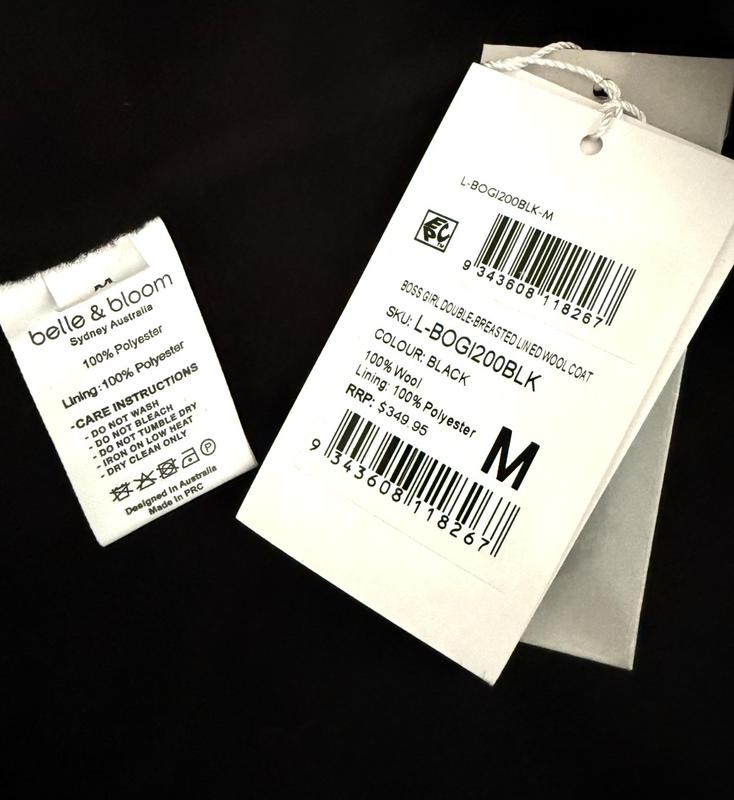 M
belle & bloom
Sydney Australia
100% Polyester
Lining: 100% Polyester
-CARE INSTRUCTIONS
- DO NOT WASH
- DO NOT BLEACH
- DO NOT TUMBLE DRY
- IRON ON LOW HEAT
- DRY CLEAN ONLY
P
Designed in Australia
Made in PRC
L-BOGI200BLK-M
EPC TM
9 343608 118267
BOSS GIRL DOUBLE-BREASTED LINED WOOL COAT
SKU: L-BOGI200BLK
COLOUR: BLACK
100% Wool
Lining: 100% Polyester
RRP: $349.95
M
9 343608 118267